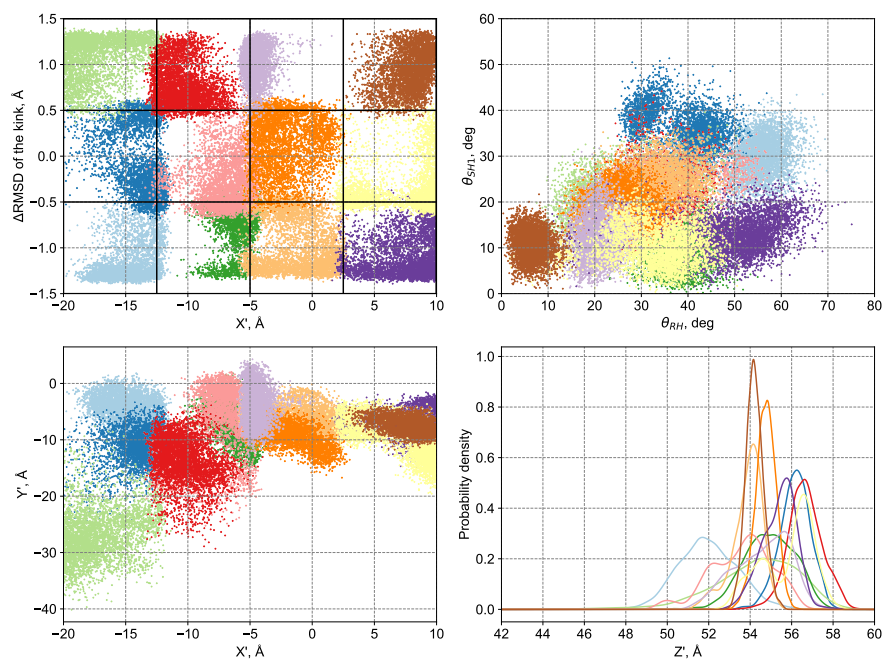 1.5
1.0
0.5
0.0
−0.5
−1.0
−1.5
ΔRMSD of the kink, Å
−20 −15 −10 −5 0 5 10
X', Å
60
50
40
30
20
10
0
θSH1, deg
0 10 20 30 40 50 60 70 80
θRH, deg
0
−10
−20
−30
−40
Y', Å
−20 −15 −10 −5 0 5 10
X', Å
1.0
0.8
0.6
0.4
0.2
0.0
Probability density
42 44 46 48 50 52 54 56 58 60
Z', Å